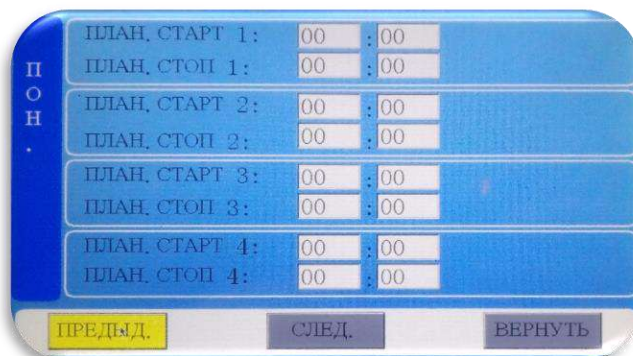 ПОН.
ПЛАН. СТАРТ 1: 00 : 00
ПЛАН. СТОП 1: 00 : 00
ПЛАН. СТАРТ 2: 00 : 00
ПЛАН. СТОП 2: 00 : 00
ПЛАН. СТАРТ 3: 00 : 00
ПЛАН. СТОП 3: 00 : 00
ПЛАН. СТАРТ 4: 00 : 00
ПЛАН. СТОП 4: 00 : 00
ПРЕДЫД. СЛЕД. ВЕРНУТЬ